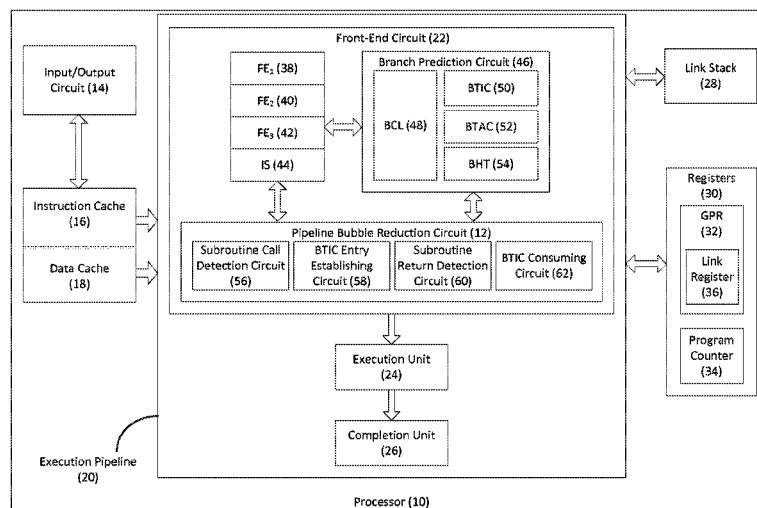 Front-End Circuit (22)
Input/Output
Circuit (14)
FE1 (38)
FE2 (40)
FE3 (42)
IS (44)
Branch Prediction Circuit (46)
BCL (48)
BTIC (50)
BTAC (52)
BHT (54)
Link Stack
(28)
Instruction Cache
(16)
Data Cache
(18)
Pipeline Bubble Reduction Circuit (12)
Subroutine Call
Detection Circuit
(56)
BTIC Entry
Establishing
Circuit (58)
Subroutine
Return Detection
Circuit (60)
BTIC Consuming
Circuit (62)
Registers
(30)
GPR
(32)
Link
Register
(36)
Program
Counter
(34)
Execution Unit
(24)
Completion Unit
(26)
Execution Pipeline
(20)
Processor (10)